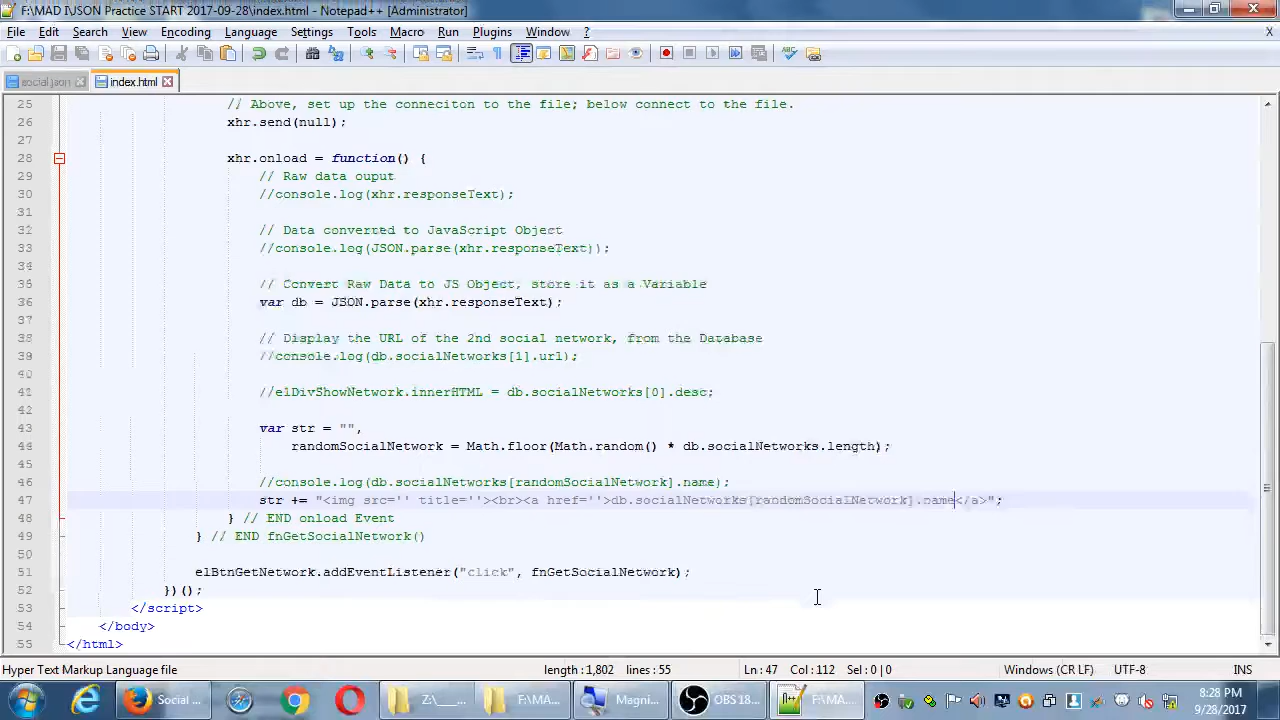 F:\MAD I\JSON Practice START 2017-09-28\index.html - Notepad++ [Administrator]
File Edit Search View Encoding Language Settings Tools Macro Run Plugins Window ? X
social.json index.html
25 // Above, set up the conneciton to the file; below connect to the file.
26 xhr.send(null);
27
28 xhr.onload = function() {
29 // Raw data ouput
30 //console.log(xhr.responseText);
31
32 // Data converted to JavaScript Object
33 //console.log(JSON.parse(xhr.responseText));
34
35 // Convert Raw Data to JS Object, store it as a Variable
36 var db = JSON.parse(xhr.responseText);
37
38 // Display the URL of the 2nd social network, from the Database
39 //console.log(db.socialNetworks[1].url);
40
41 //elDivShowNetwork.innerHTML = db.socialNetworks[0].desc;
42
43 var str = "",
44 randomSocialNetwork = Math.floor(Math.random() * db.socialNetworks.length);
45
46 //console.log(db.socialNetworks[randomSocialNetwork].name);
47 str += "<img src='' title=''><br><a href=''>db.socialNetworks[randomSocialNetwork].name</a>";
48 } // END onload Event
49 } // END fnGetSocialNetwork()
50
51 elBtnGetNetwork.addEventListener("click", fnGetSocialNetwork);
52 })();
53 </script>
54 </body>
55 </html>
Hyper Text Markup Language file length : 1,802 lines : 55 Ln : 47 Col : 112 Sel : 0 | 0 Windows (CR LF) UTF-8 INS
Social ... Z:\___... F:\MA... Magni... OBS 18... F:\MA... 8:28 PM
9/28/2017